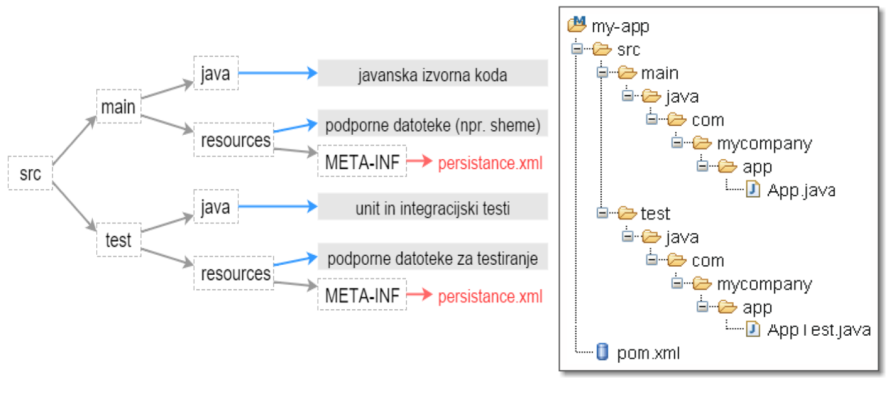 src
main
java
javanska izvorna koda
resources
podporne datoteke (npr. sheme)
META-INF
persistance.xml
test
java
unit in integracijski testi
resources
podporne datoteke za testiranje
META-INF
persistance.xml
my-app
src
main
java
com
mycompany
app
App.java
test
java
com
mycompany
app
AppTest.java
pom.xml